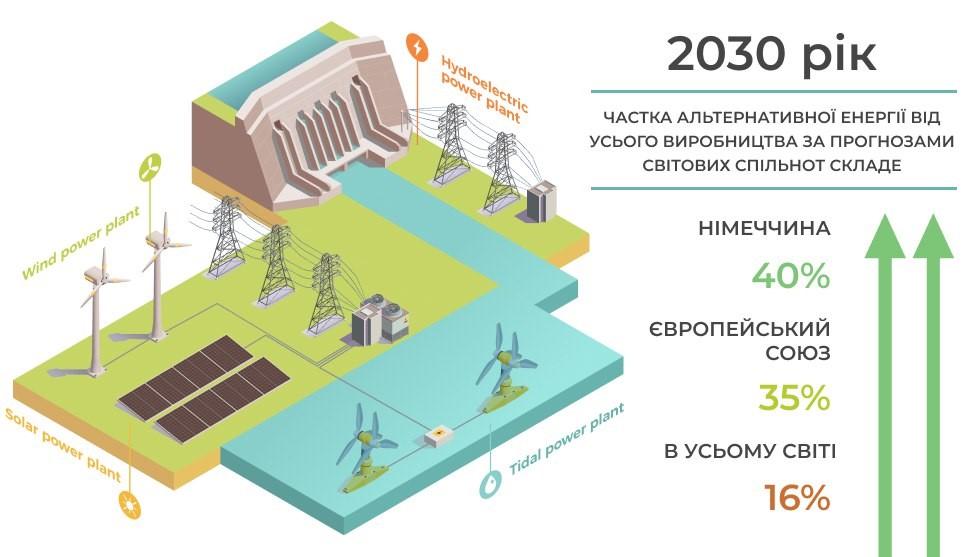 2030 рік
ЧАСТКА АЛЬТЕРНАТИВНОЇ ЕНЕРГІЇ ВІД
УСЬОГО ВИРОБНИЦТВА ЗА ПРОГНОЗАМИ
СВІТОВИХ СПІЛЬНОТ СКЛАДЕ
НІМЕЧЧИНА
40%
ЄВРОПЕЙСЬКИЙ
СОЮЗ
35%
В УСЬОМУ СВІТІ
16%
Hydroelectric
power plant
Wind power plant
Solar power plant
Tidal power plant